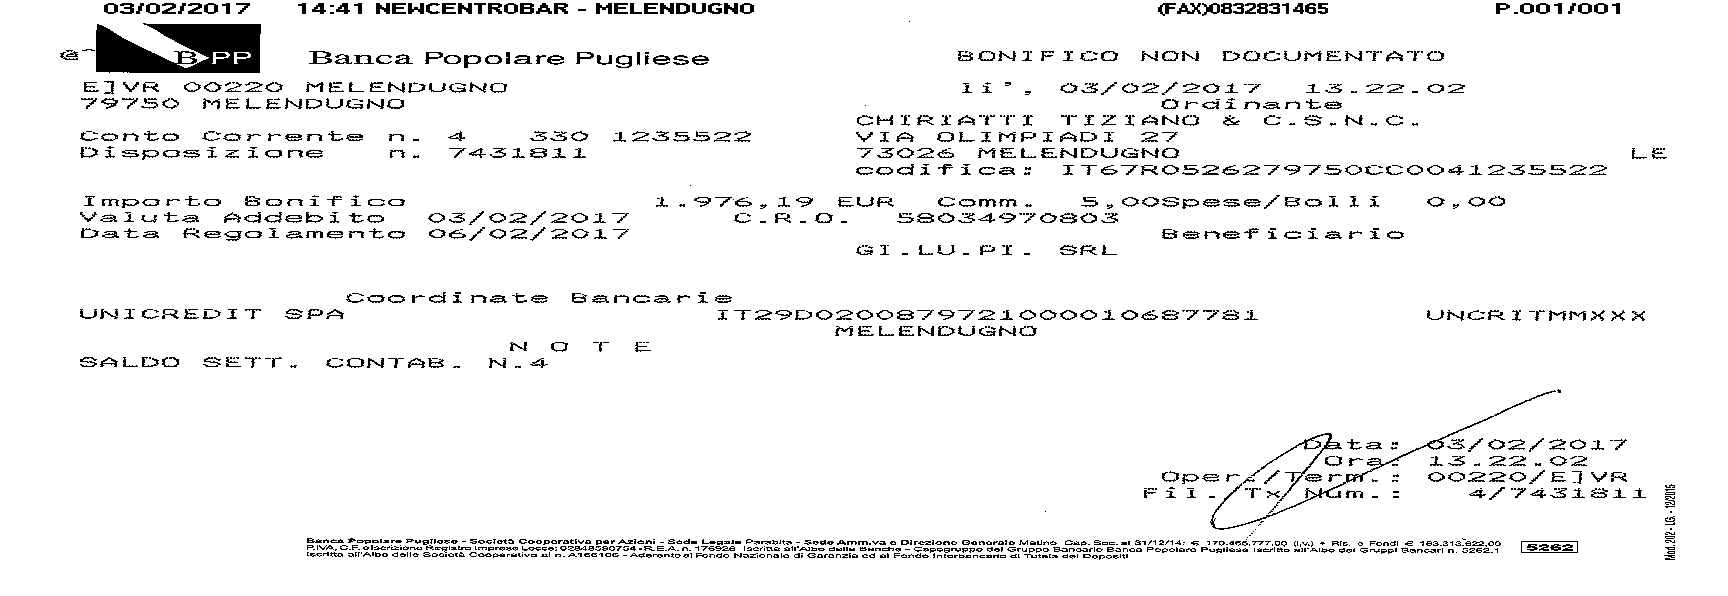 03/02/2017 14:41 NEWCENTROBAR - MELENDUGNO (FAX)0832831465 P.001/001
BPP Banca Popolare Pugliese BONIFICO NON DOCUMENTATO
E]VR 00220 MELENDUGNO li', 03/02/2017 13.22.02
79750 MELENDUGNO Ordinante
CHIRIATTI TIZIANO & C.S.N.C.
Conto Corrente n. 4 330 1235522 VIA OLIMPIADI 27
Disposizione n. 7431811 73026 MELENDUGNO LE
codifica: IT67R0526279750CC0041235522
Importo Bonifico 1.976,19 EUR Comm. 5,00Spese/Bolli 0,00
Valuta Addebito 03/02/2017 C.R.O. 58034970803
Data Regolamento 06/02/2017 Beneficiario
GI.LU.PI. SRL
Coordinate Bancarie
UNICREDIT SPA IT29D0200879721000010687781 UNCRITMMXXX
MELENDUGNO
N O T E
SALDO SETT. CONTAB. N.4
Data: 03/02/2017
Ora: 13.22.02
Oper./Term.: 00220/E]VR
Fil. Tx Num.: 4/7431811
Banca Popolare Pugliese - Società Cooperativa per Azioni - Sede Legale Parabita - Sede Amm.va e Direzione Generale Matino Cap. Soc. al 31/12/14: € 170.466.777,00 (i.v.) + Ris. e Fondi € 163.313.622,00
P.IVA, C.F. e Iscrizione Registro Imprese Lecce: 02848590754 - R.E.A. n. 176926 Iscritta all'Albo delle Banche - Capogruppo del Gruppo Bancario Banca Popolare Pugliese iscritto all'Albo dei Gruppi Bancari n. 5262.1
Iscritta all'Albo delle Società Cooperative al n. A166106 - Aderente al Fondo Nazionale di Garanzia ed al Fondo Interbancario di Tutela dei Depositi
5262
Mod. 202 - LG. - 12/2015